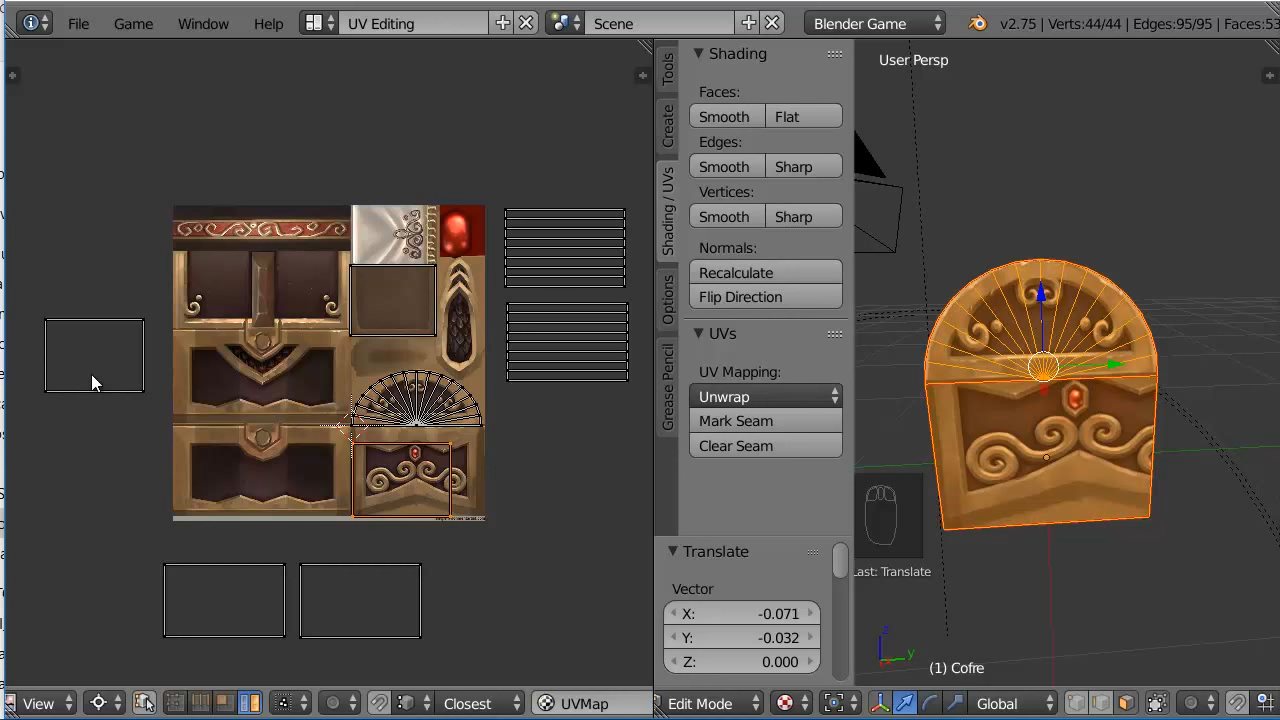 File Game Window Help UV Editing Scene Blender Game v2.75 | Verts:44/44 | Edges:95/95 | Faces:53
Tools
Create
Shading / UVs
Options
Grease Pencil
Shading
Faces:
Smooth Flat
Edges:
Smooth Sharp
Vertices:
Smooth Sharp
Normals:
Recalculate
Flip Direction
UVs
UV Mapping:
Unwrap
Mark Seam
Clear Seam
Translate
Vector
X: -0.071
Y: -0.032
Z: 0.000
User Persp
Last: Translate
z
y
(1) Cofre
View Closest UVMap Edit Mode Global